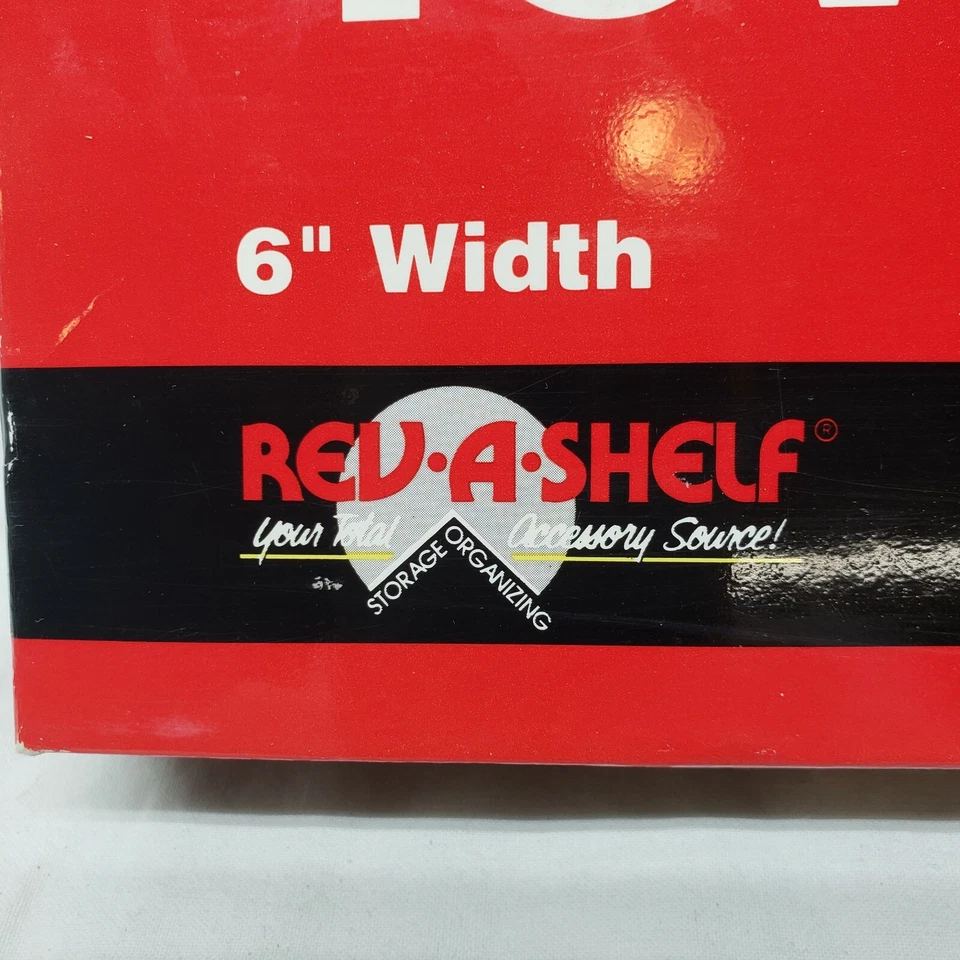 6" Width
REV·A·SHELF®
Your Total Accessory Source!
STORAGE ORGANIZING